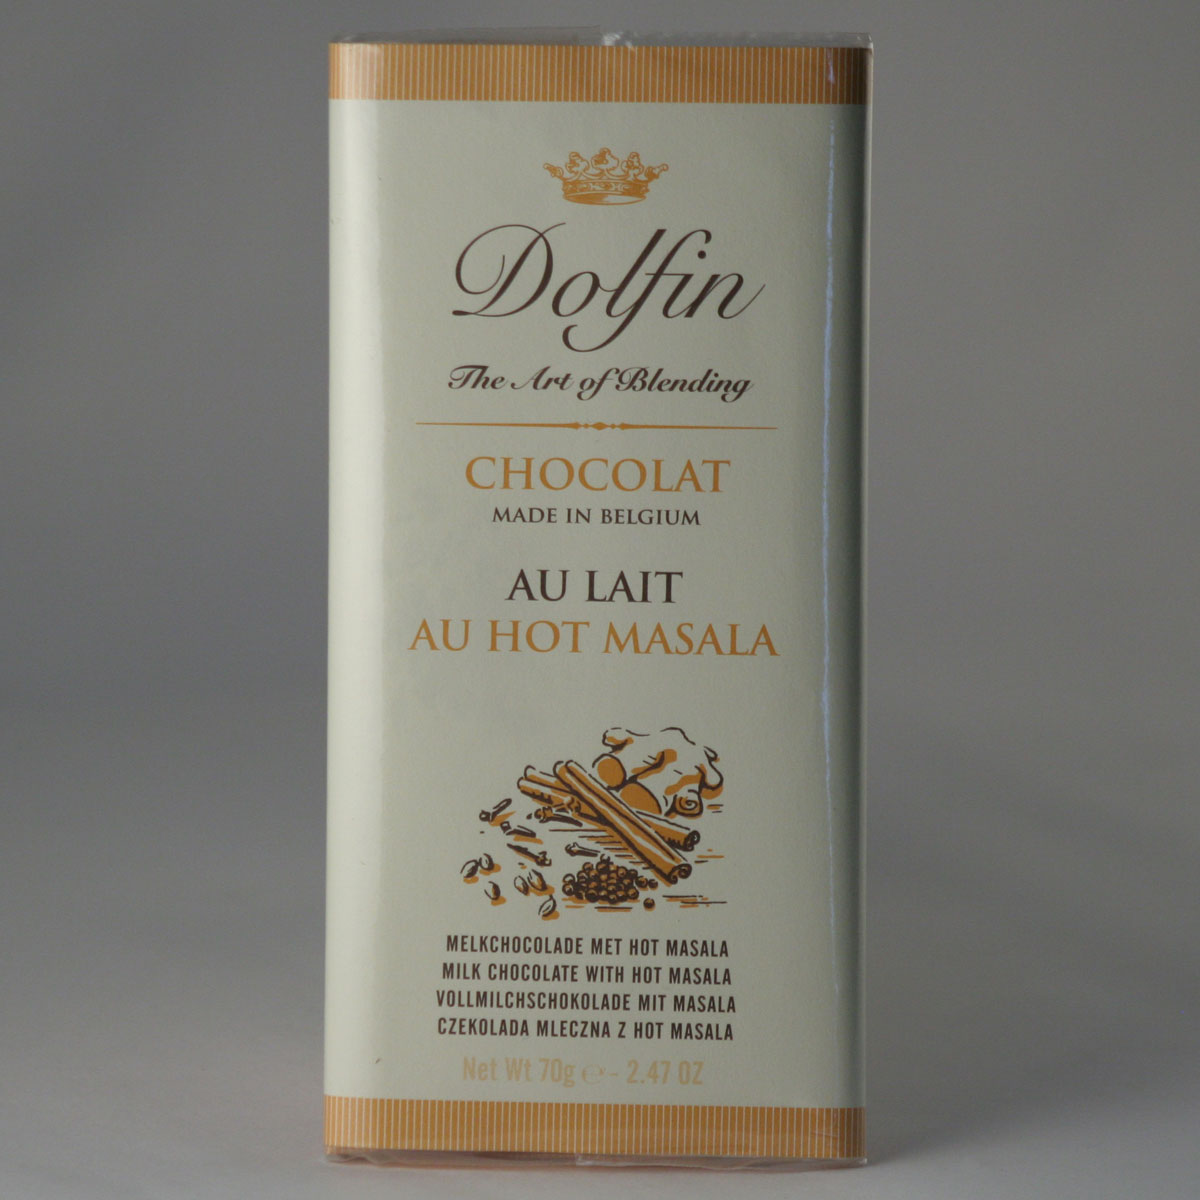 Dolfin
The Art of Blending
CHOCOLAT
MADE IN BELGIUM
AU LAIT
AU HOT MASALA
MELKCHOCOLADE MET HOT MASALA
MILK CHOCOLATE WITH HOT MASALA
VOLLMILCHSCHOKOLADE MIT MASALA
CZEKOLADA MLECZNA Z HOT MASALA
Net Wt 70g ℮ - 2.47 OZ